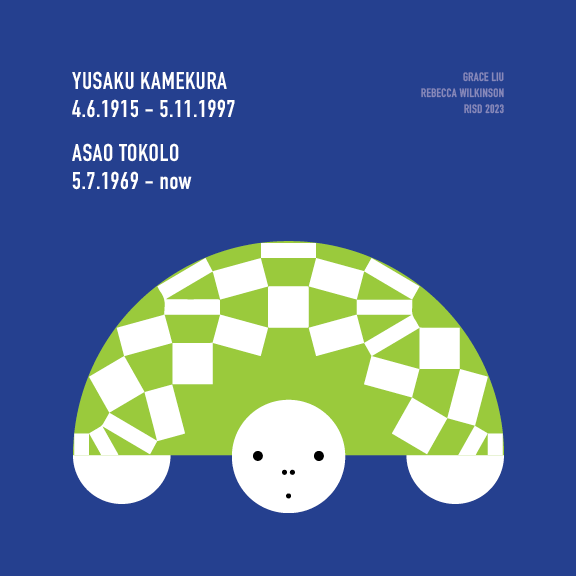 YUSAKU KAMEKURA
4.6.1915 – 5.11.1997
ASAO TOKOLO
5.7.1969 – now
GRACE LIU
REBECCA WILKINSON
RISD 2023